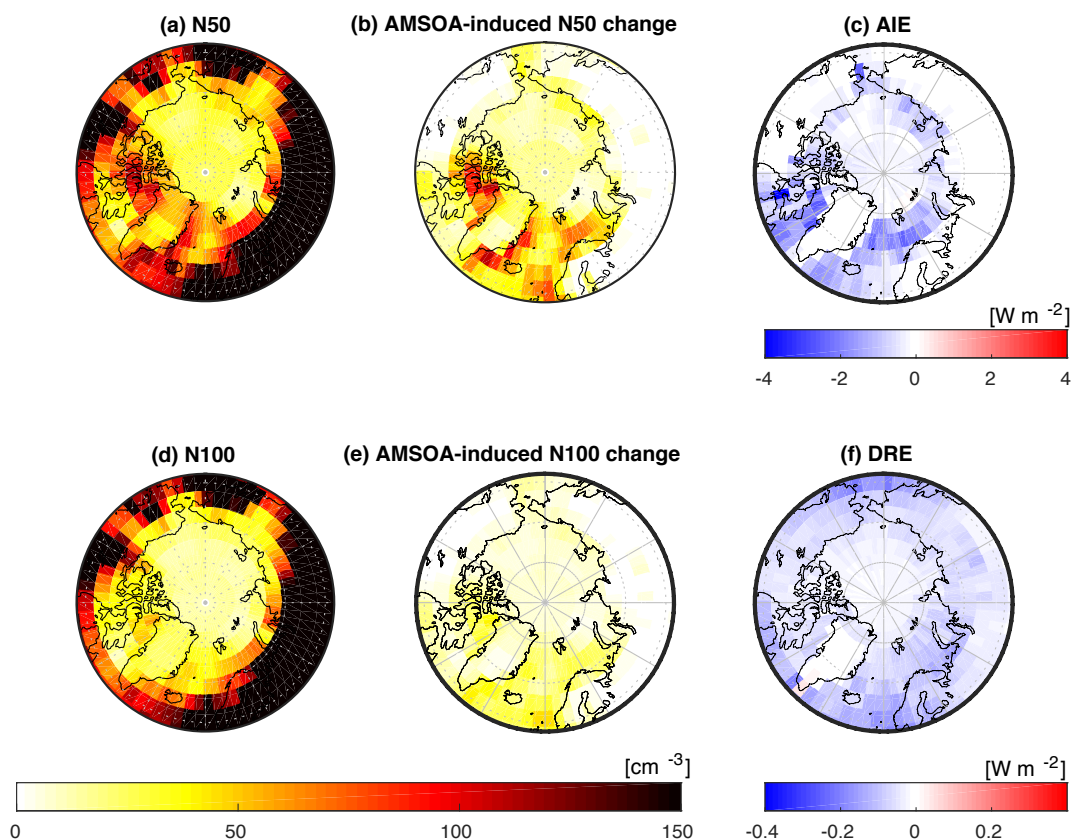 (a) N50
(b) AMSOA-induced N50 change
(c) AIE
[W m -2]
-4 -2 0 2 4
(d) N100
(e) AMSOA-induced N100 change
(f) DRE
[cm -3]
0 50 100 150
[W m -2]
-0.4 -0.2 0 0.2